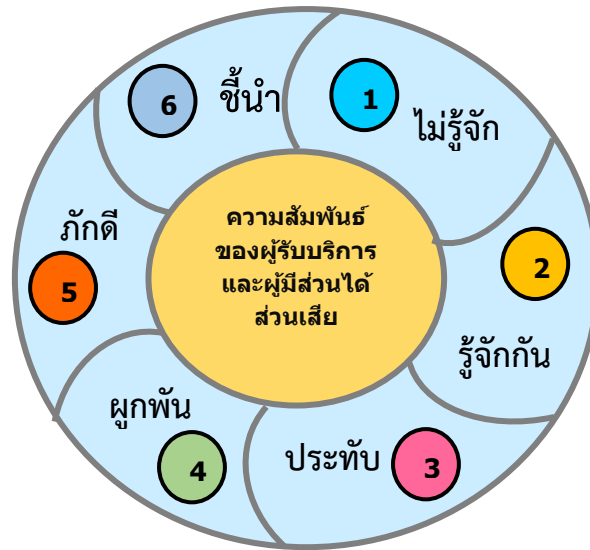 ความสัมพันธ์
ของผู้รับบริการ
และผู้มีส่วนได้
ส่วนเสีย
1
ไม่รู้จัก
2
รู้จักกัน
3
ประทับ
4
ผูกพัน
5
ภักดี
6
ชี้นำ